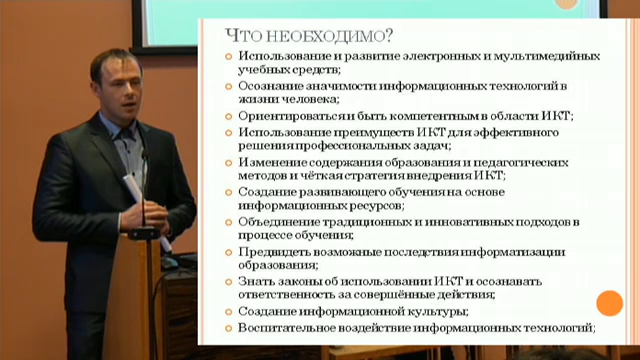 Что необходимо?
Использование и развитие электронных и мультимедийных
учебных средств;
Осознание значимости информационных технологий в
жизни человека;
Ориентироваться и быть компетентным в области ИКТ;
Использование преимуществ ИКТ для эффективного
решения профессиональных задач;
Изменение содержания образования и педагогических
методов и чёткая стратегия внедрения ИКТ;
Создание развивающего обучения на основе
информационных ресурсов;
Объединение традиционных и инновативных подходов в
процессе обучения;
Предвидеть возможные последствия информатизации
образования;
Знать законы об использовании ИКТ и осознавать
ответственность за совершённые действия;
Создание информационной культуры;
Воспитательное воздействие информационных технологий;